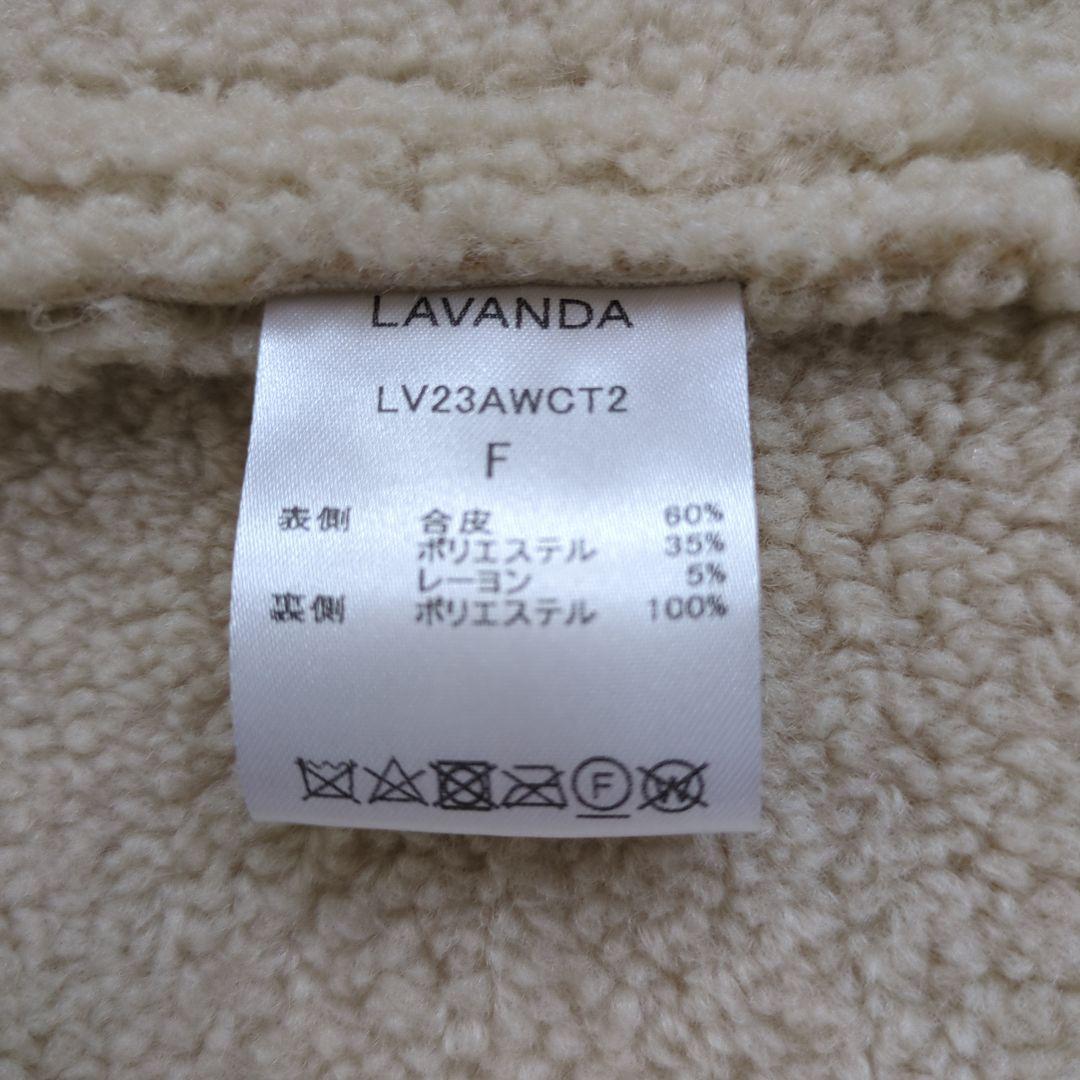 LAVANDA
LV23AWCT2
F
表側 合皮 60%
ポリエステル 35%
レーヨン 5%
裏側 ポリエステル 100%
F W